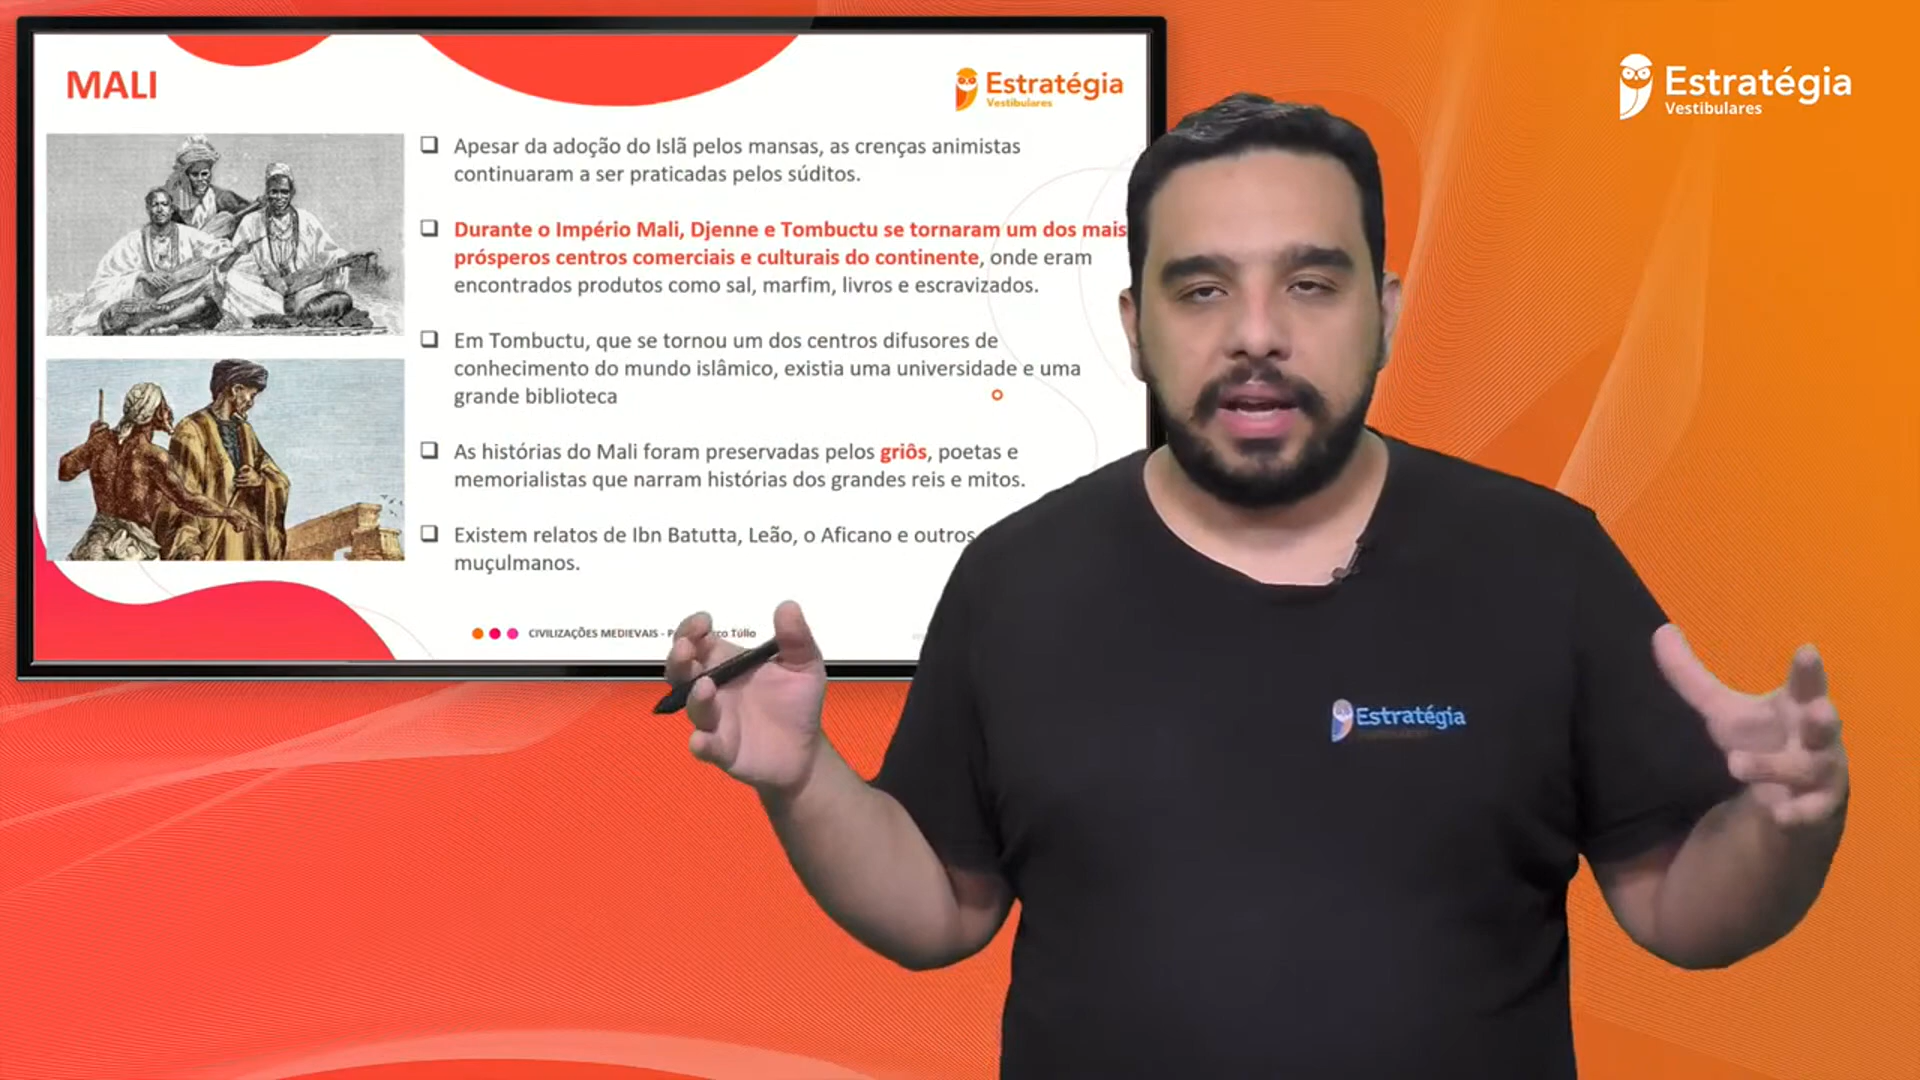 MALI
Estratégia
Vestibulares
Apesar da adoção do Islã pelos mansas, as crenças animistas
continuaram a ser praticadas pelos súditos.
Durante o Império Mali, Djenne e Tombuctu se tornaram um dos mais
prósperos centros comerciais e culturais do continente, onde eram
encontrados produtos como sal, marfim, livros e escravizados.
Em Tombuctu, que se tornou um dos centros difusores de
conhecimento do mundo islâmico, existia uma universidade e uma
grande biblioteca
As histórias do Mali foram preservadas pelos griôs, poetas e
memorialistas que narram histórias dos grandes reis e mitos.
Existem relatos de Ibn Batutta, Leão, o Aficano e outros
muçulmanos.
CIVILIZAÇÕES MEDIEVAIS - Túlio
Estratégia
Vestibulares
Estratégia